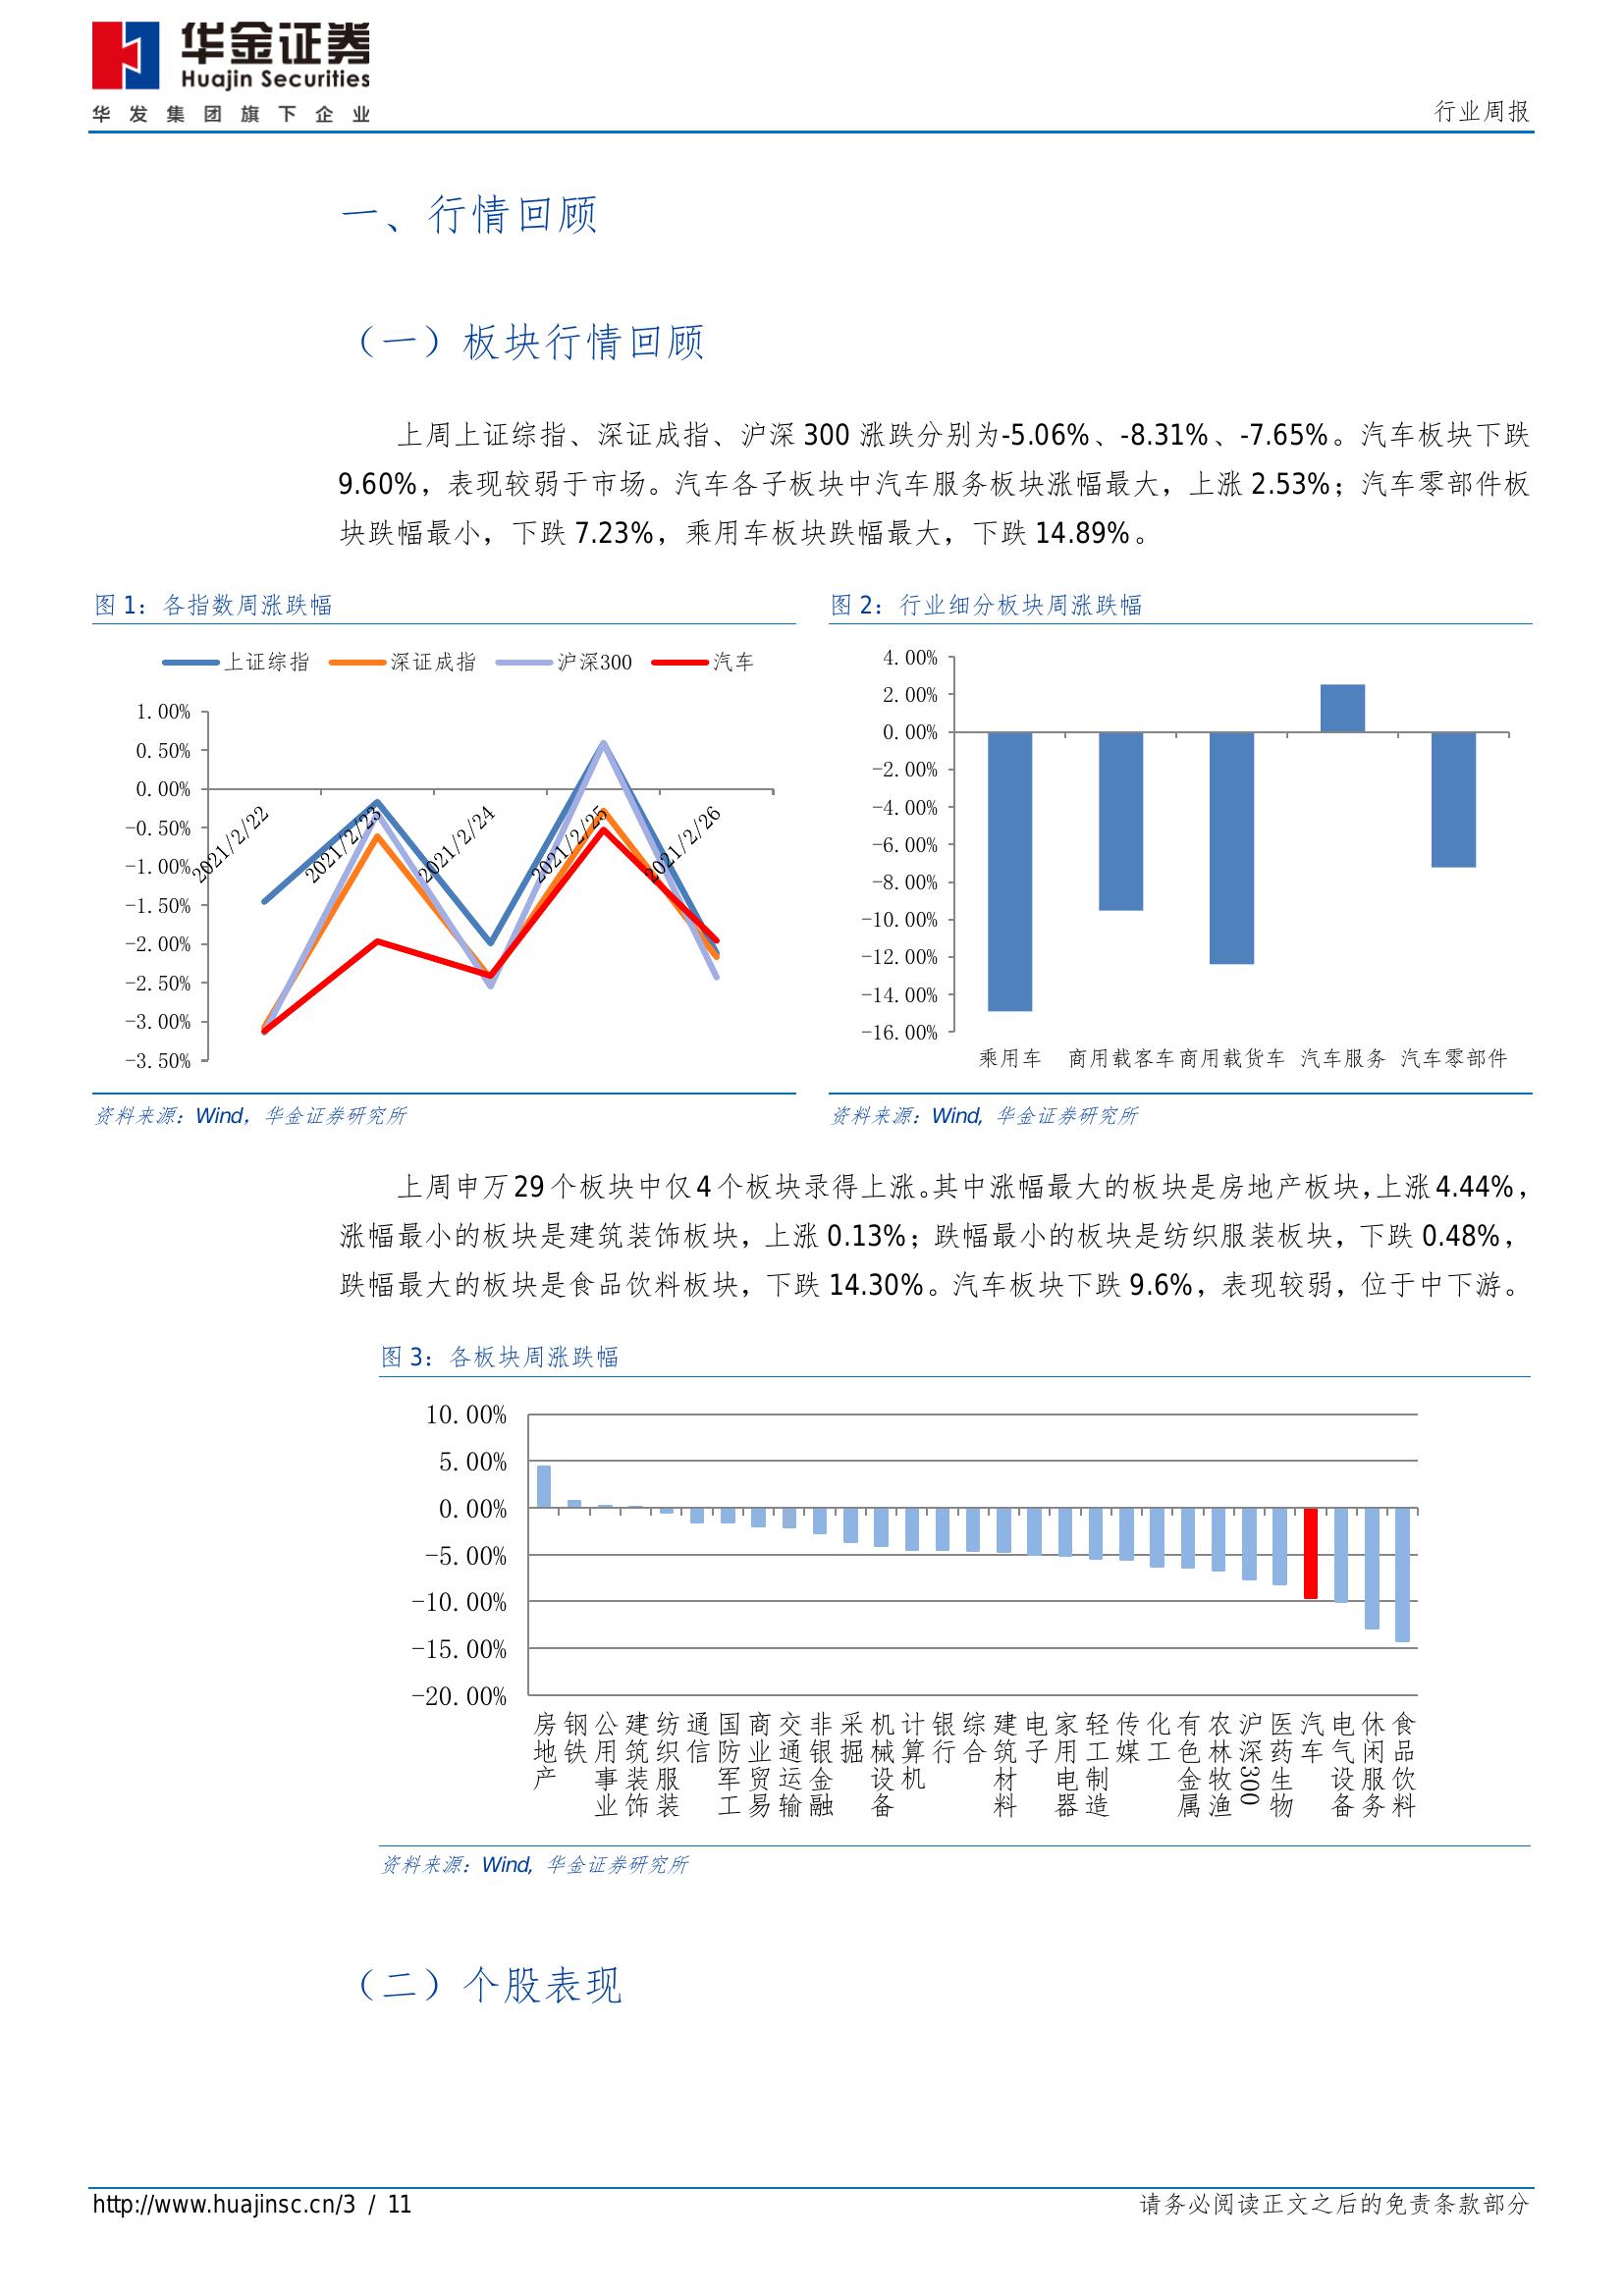 华金证券
Huajin Securities
华发集团旗下企业
行业周报
一、行情回顾
（一）板块行情回顾
上周上证综指、深证成指、沪深 300 涨跌分别为-5.06%、-8.31%、-7.65%。汽车板块下跌
9.60%，表现较弱于市场。汽车各子板块中汽车服务板块涨幅最大，上涨 2.53%；汽车零部件板
块跌幅最小，下跌 7.23%，乘用车板块跌幅最大，下跌 14.89%。
图 1：各指数周涨跌幅
上证综指 深证成指 沪深300 汽车
1.00%
0.50%
0.00%
-0.50%
-1.00%
-1.50%
-2.00%
-2.50%
-3.00%
-3.50%
2021/2/22 2021/2/23 2021/2/24 2021/2/25 2021/2/26
资料来源：Wind，华金证券研究所
图 2：行业细分板块周涨跌幅
4.00%
2.00%
0.00%
-2.00%
-4.00%
-6.00%
-8.00%
-10.00%
-12.00%
-14.00%
-16.00%
乘用车 商用载客车 商用载货车 汽车服务 汽车零部件
资料来源：Wind, 华金证券研究所
上周申万 29 个板块中仅 4 个板块录得上涨。其中涨幅最大的板块是房地产板块，上涨 4.44%，
涨幅最小的板块是建筑装饰板块，上涨 0.13%；跌幅最小的板块是纺织服装板块，下跌 0.48%，
跌幅最大的板块是食品饮料板块，下跌 14.30%。汽车板块下跌 9.6%，表现较弱，位于中下游。
图 3：各板块周涨跌幅
10.00%
5.00%
0.00%
-5.00%
-10.00%
-15.00%
-20.00%
房地产 钢铁 公用事业 建筑装饰 纺织服装 通信 国防军工 商业贸易 交通运输 非银金融 采掘 机械设备 计算机 银行 综合 建筑材料 电子 家用电器 轻工制造 传媒 化工 有色金属 农林牧渔 沪深300 医药生物 汽车 电气设备 休闲服务 食品饮料
资料来源：Wind, 华金证券研究所
（二）个股表现
http://www.huajinsc.cn/3 / 11
请务必阅读正文之后的免责条款部分